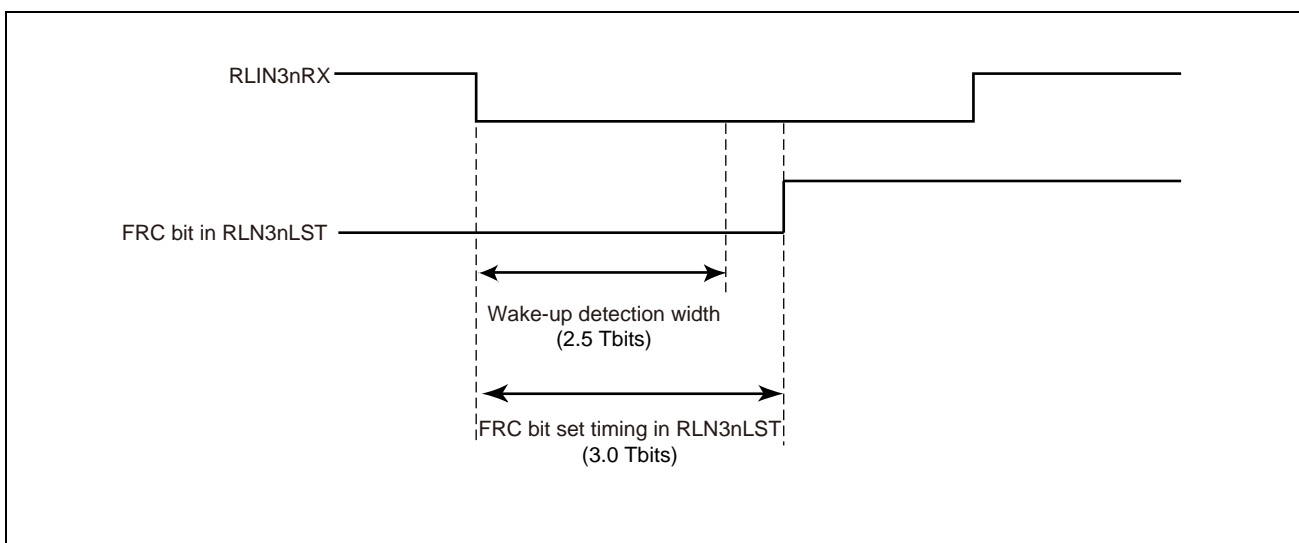 RLIN3nRX
FRC bit in RLN3nLST
Wake-up detection width
(2.5 Tbits)
FRC bit set timing in RLN3nLST
(3.0 Tbits)